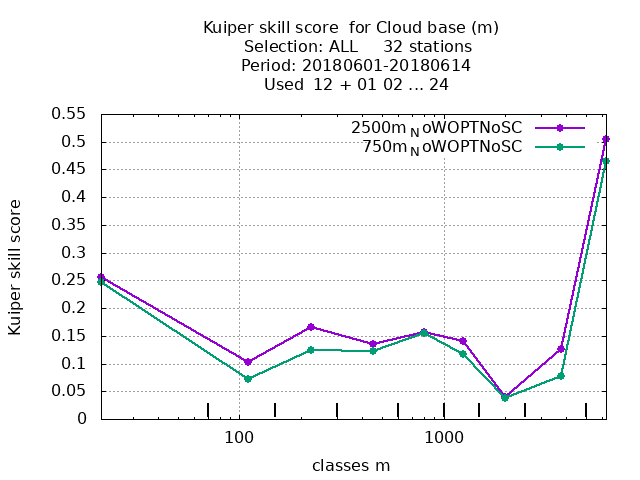 Kuiper skill score  for Cloud base (m)
Selection: ALL     32 stations
Period: 20180601-20180614
Used  12 + 01 02 ... 24
2500m_NoWOPTNoSC
750m_NoWOPTNoSC
0.55
0.5
0.45
0.4
0.35
0.3
0.25
0.2
0.15
0.1
0.05
0
Kuiper skill score
100 1000
classes m